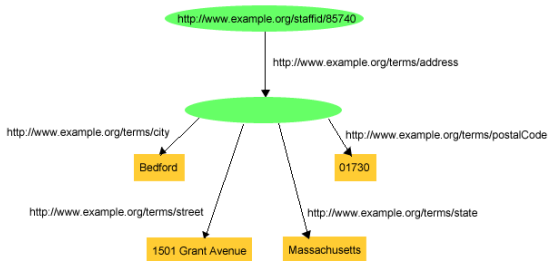 http://www.example.org/staffid/85740
http://www.example.org/terms/address
http://www.example.org/terms/city
http://www.example.org/terms/postalCode
Bedford
01730
http://www.example.org/terms/street
http://www.example.org/terms/state
1501 Grant Avenue
Massachusetts